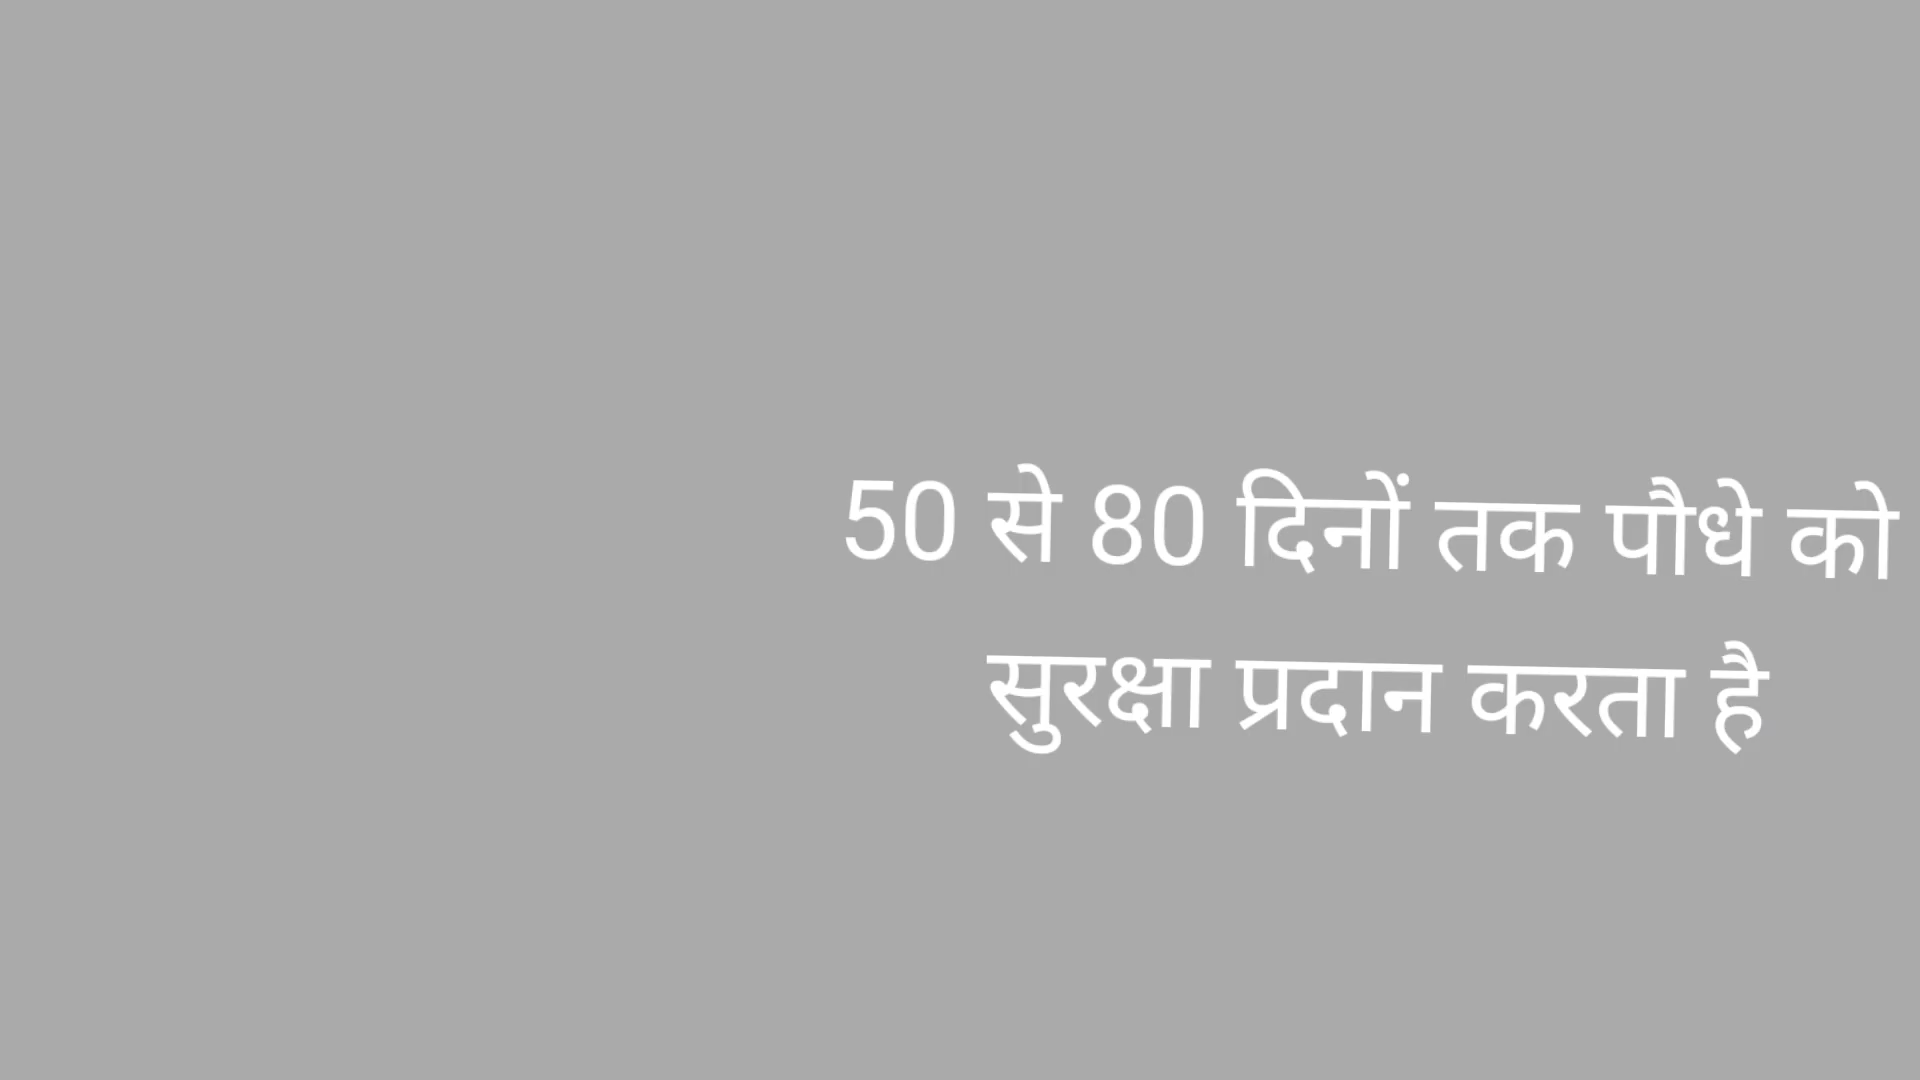 50 से 80 दिनों तक पौधे को
सुरक्षा प्रदान करता है